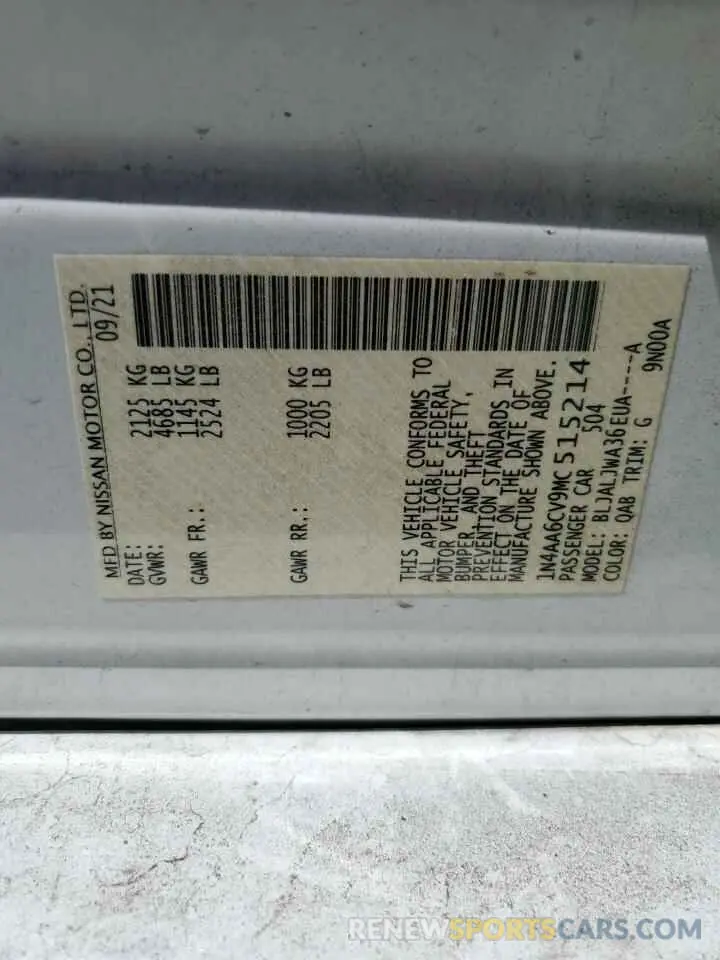 MFD BY NISSAN MOTOR CO., LTD.
DATE: 09/21
GVWR: 2125 KG
4685 LB
GAWR FR.: 1145 KG
2524 LB
GAWR RR.: 1000 KG
2205 LB
THIS VEHICLE CONFORMS TO
ALL APPLICABLE FEDERAL
MOTOR VEHICLE SAFETY,
BUMPER, AND THEFT
PREVENTION STANDARDS IN
EFFECT ON THE DATE OF
MANUFACTURE SHOWN ABOVE.
1N4AA6CV9MC515214
PASSENGER CAR 504
MODEL: BLJALJWA36EUA----A
COLOR: QAB TRIM: G 9N00A
RENEWSPORTSCARS.COM